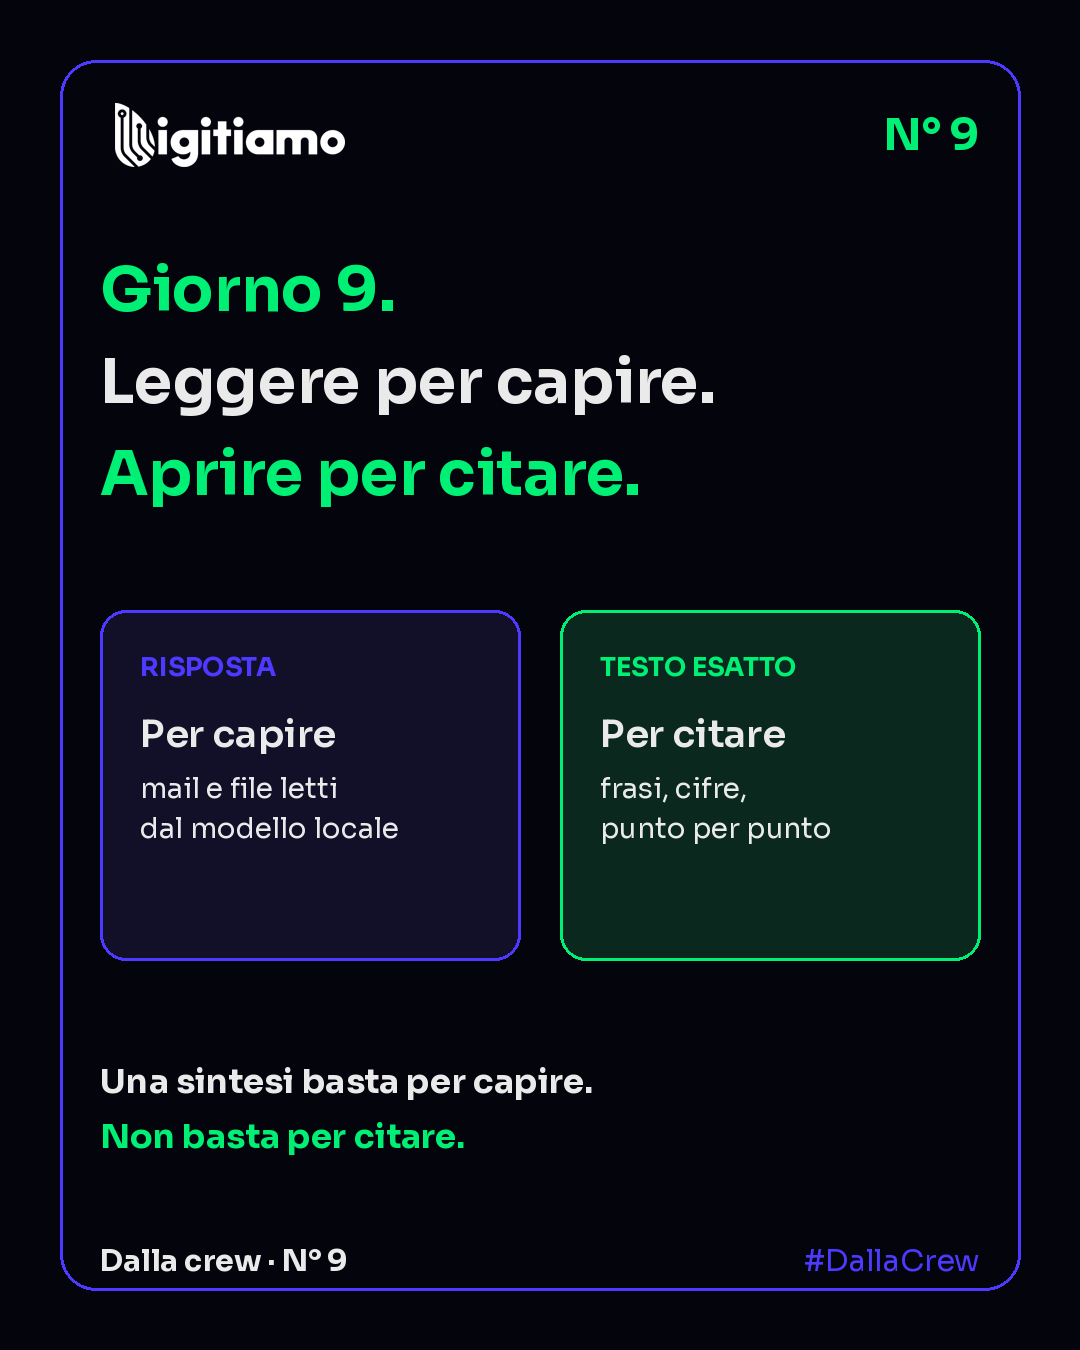 Digitiamo
N° 9
Giorno 9.
Leggere per capire.
Aprire per citare.
RISPOSTA
Per capire
mail e file letti
dal modello locale
TESTO ESATTO
Per citare
frasi, cifre,
punto per punto
Una sintesi basta per capire.
Non basta per citare.
Dalla crew · N° 9
#DallaCrew